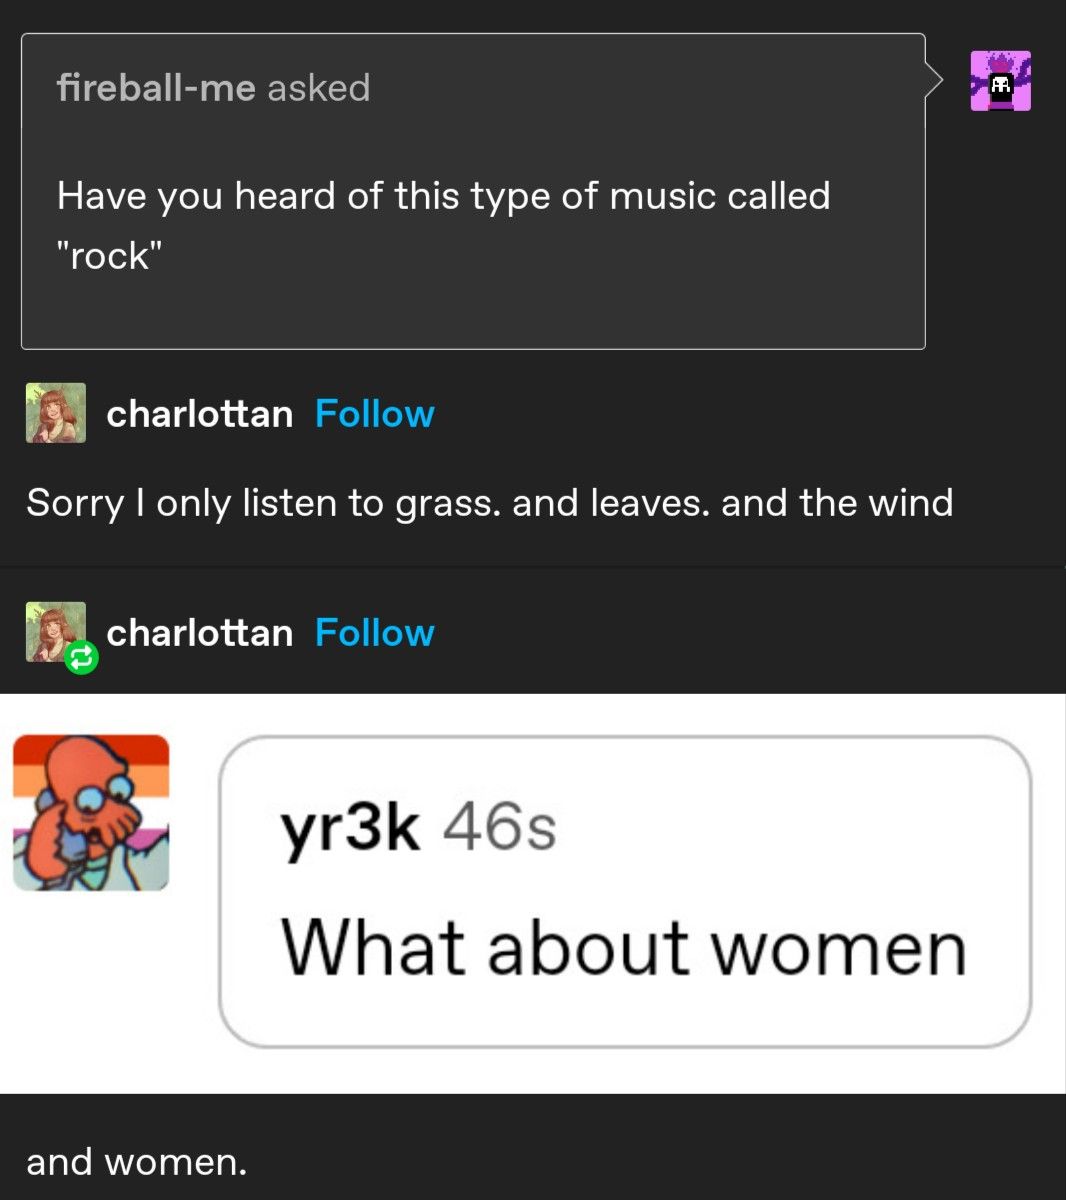 fireball-me asked
Have you heard of this type of music called
"rock"
charlottan Follow
Sorry I only listen to grass. and leaves. and the wind
charlottan Follow
yr3k 46s
What about women
and women.